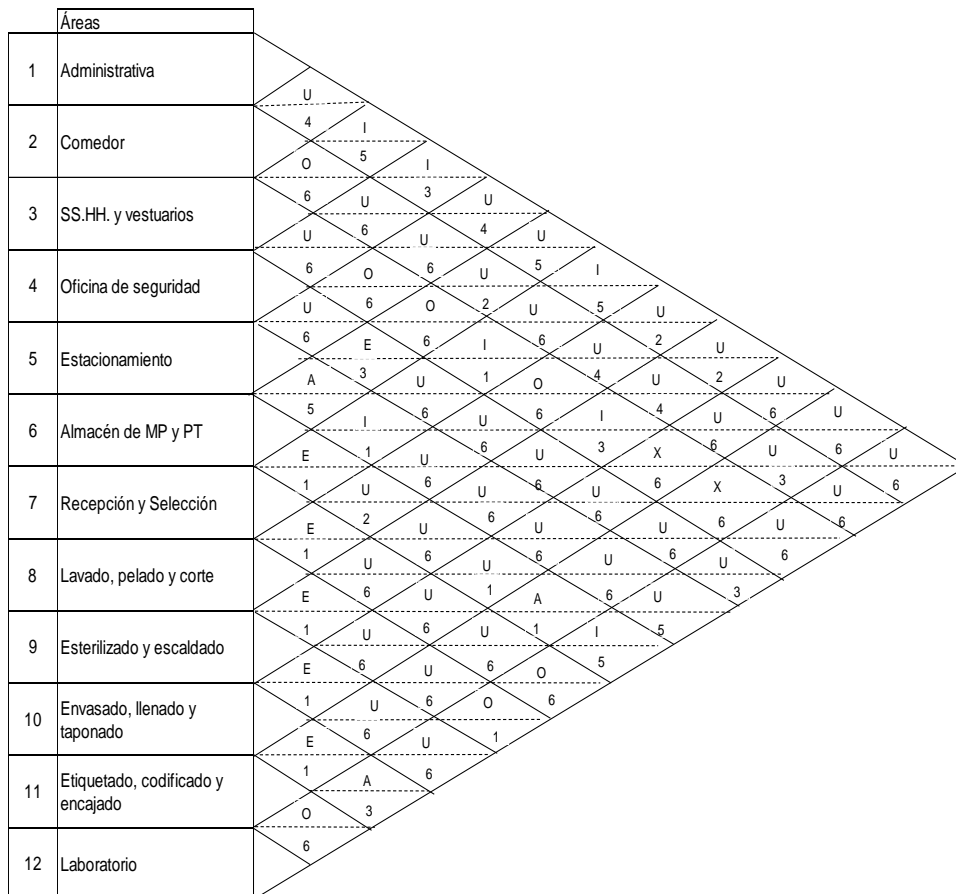 Áreas
1 Administrativa
U
4 I
2 Comedor
O 5 I
6 U 3 U
3 SS.HH. y vestuarios
U 6 U 4 U
6 O 6 U 5 I
4 Oficina de seguridad
U 6 O 2 U 5 U
6 E 6 I 6 U 2 U
5 Estacionamiento
A 3 U 1 O 4 U 2 U
5 I 6 U 6 I 4 U 6 U
6 Almacén de MP y PT
E 1 U 6 U 3 X 6 U 6 U
1 U 6 U 6 U 6 X 3 U 6
7 Recepción y Selección
E 2 U 6 U 6 U 6 U 6
1 U 6 U 6 U 6 U 6
8 Lavado, pelado y corte
E 6 U 1 A 6 U 3
1 U 6 U 1 I 5
9 Esterilizado y escaldado
E 6 U 6 O 5
1 U 6 O 6
10 Envasado, llenado y
taponado
E 6 U 1
1 A 6
11 Etiquetado, codificado y
encajado
O 3
6
12 Laboratorio